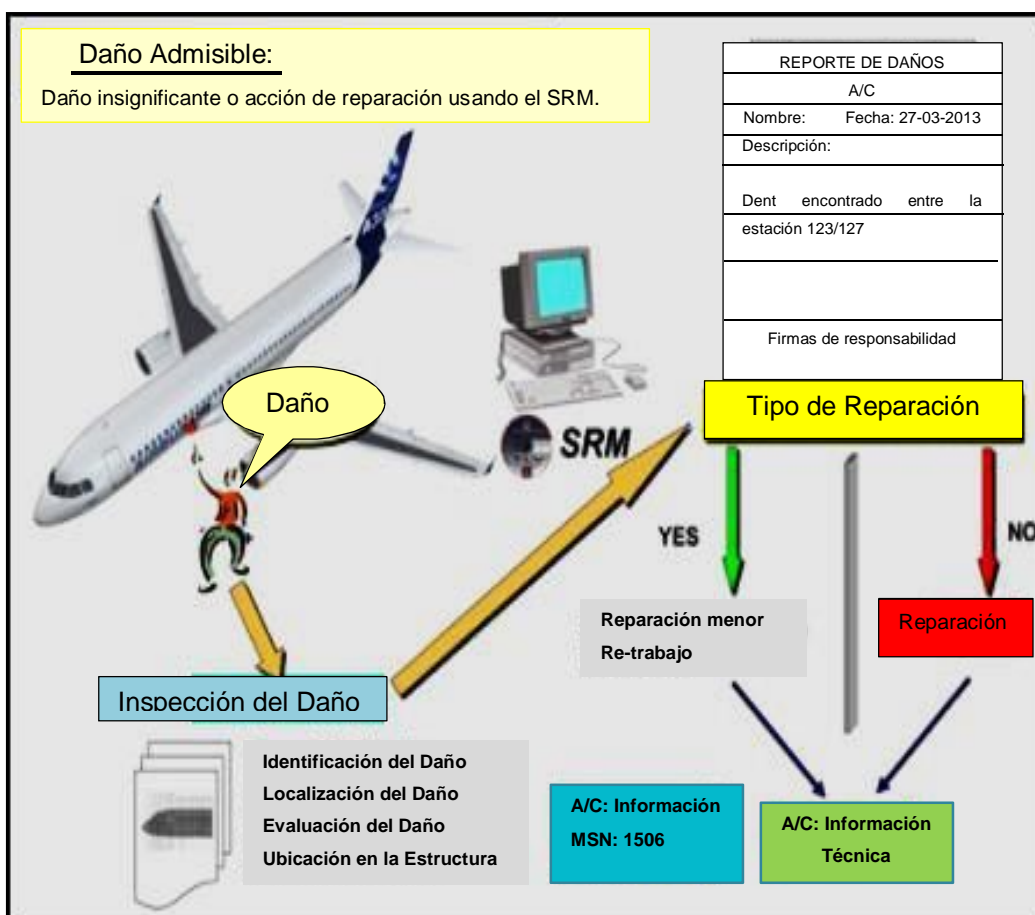 Daño Admisible:
Daño insignificante o acción de reparación usando el SRM.
REPORTE DE DAÑOS
A/C
Nombre: Fecha: 27-03-2013
Descripción:
Dent encontrado entre la
estación 123/127
Firmas de responsabilidad
Daño
SRM
Tipo de Reparación
YES
NO
Reparación menor
Re-trabajo
Reparación
Inspección del Daño
Identificación del Daño
Localización del Daño
Evaluación del Daño
Ubicación en la Estructura
A/C: Información
MSN: 1506
A/C: Información
Técnica